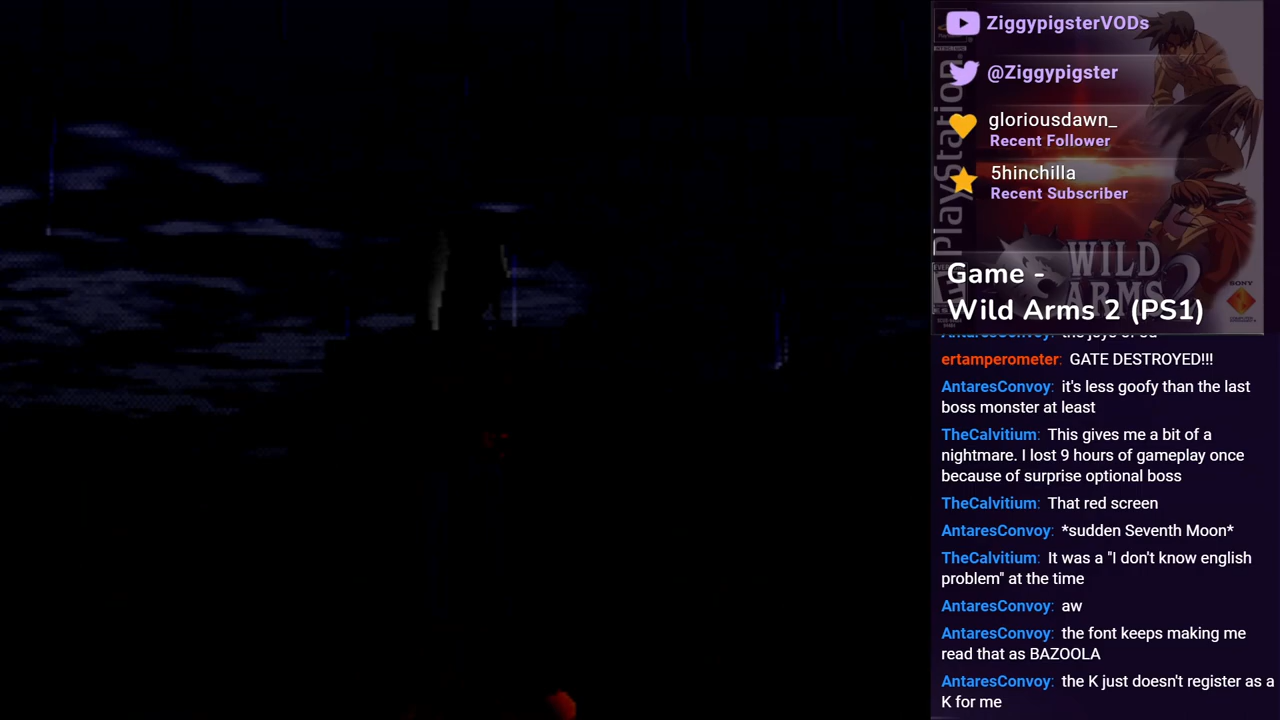 ZiggypigsterVODs
@Ziggypigster
gloriousdawn_
Recent Follower
5hinchilla
Recent Subscriber
PlayStation
WILD
ARMS 2
SONY
Game -
Wild Arms 2 (PS1)
ertamperometer: GATE DESTROYED!!!
AntaresConvoy: it's less goofy than the last
boss monster at least
TheCalvitium: This gives me a bit of a
nightmare. I lost 9 hours of gameplay once
because of surprise optional boss
TheCalvitium: That red screen
AntaresConvoy: *sudden Seventh Moon*
TheCalvitium: It was a "I don't know english
problem" at the time
AntaresConvoy: aw
AntaresConvoy: the font keeps making me
read that as BAZOOLA
AntaresConvoy: the K just doesn't register as a
K for me